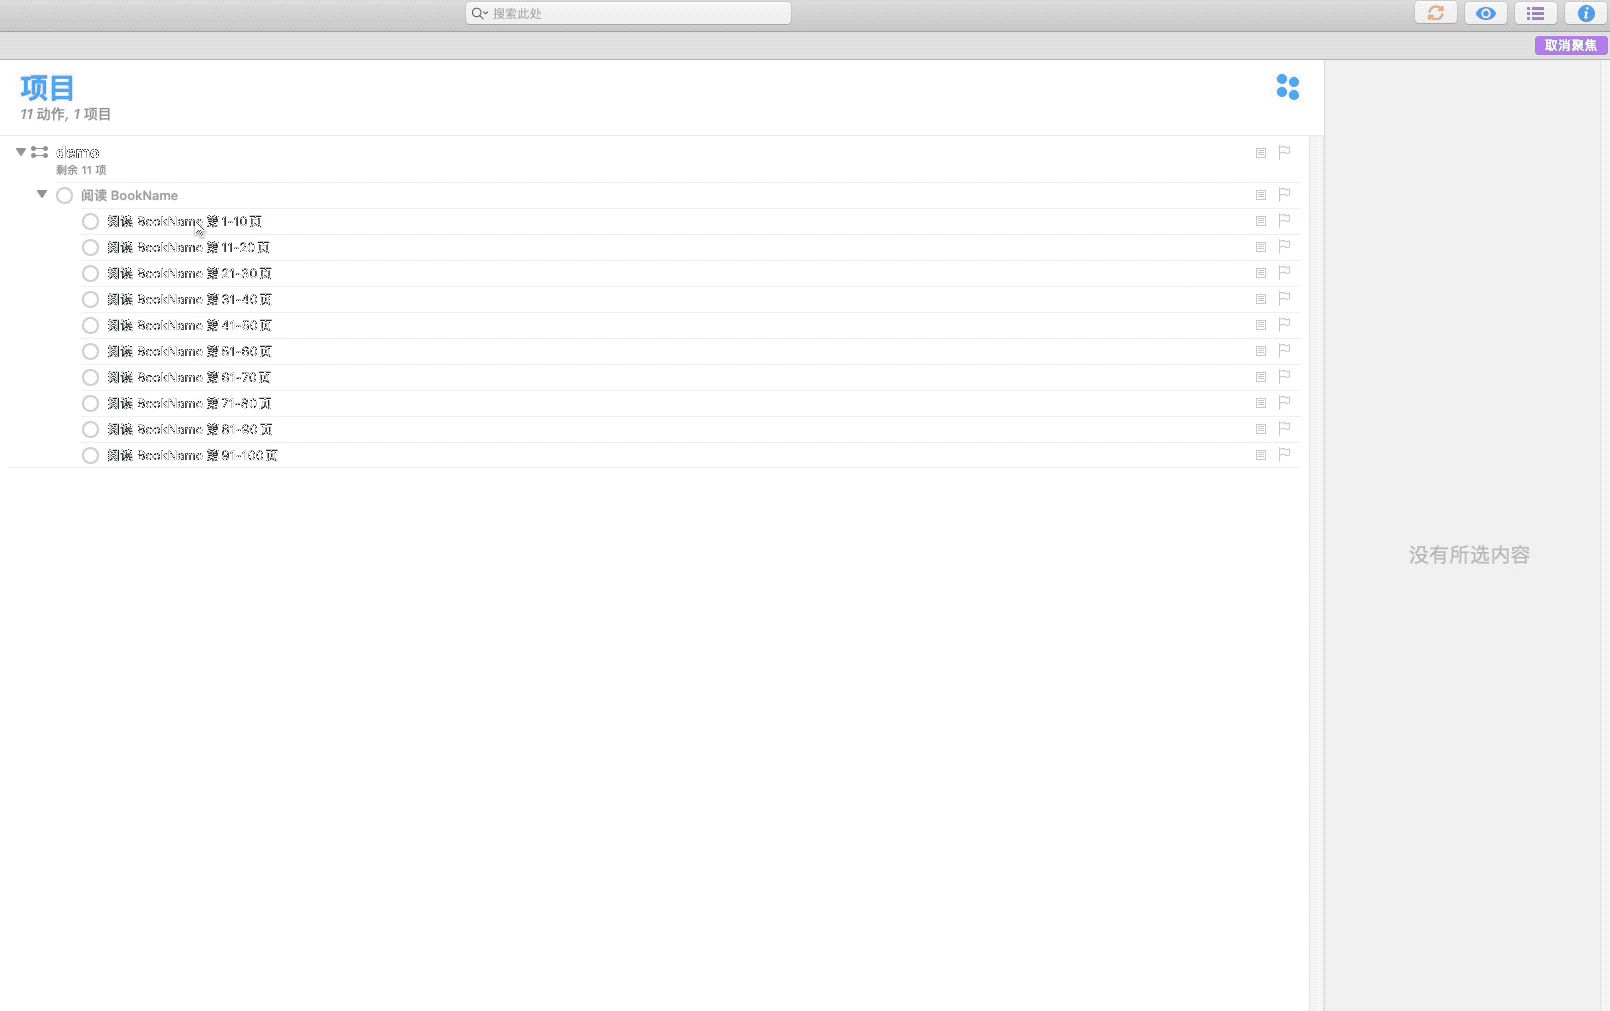 搜索此处
取消聚焦
项目
11 动作, 1 项目
demo
剩余 11 项
阅读 BookName
阅读 BookName 第 1-10 页
阅读 BookName 第 11-20 页
阅读 BookName 第 21-30 页
阅读 BookName 第 31-40 页
阅读 BookName 第 41-50 页
阅读 BookName 第 51-60 页
阅读 BookName 第 61-70 页
阅读 BookName 第 71-80 页
阅读 BookName 第 81-90 页
阅读 BookName 第 91-100 页
没有所选内容